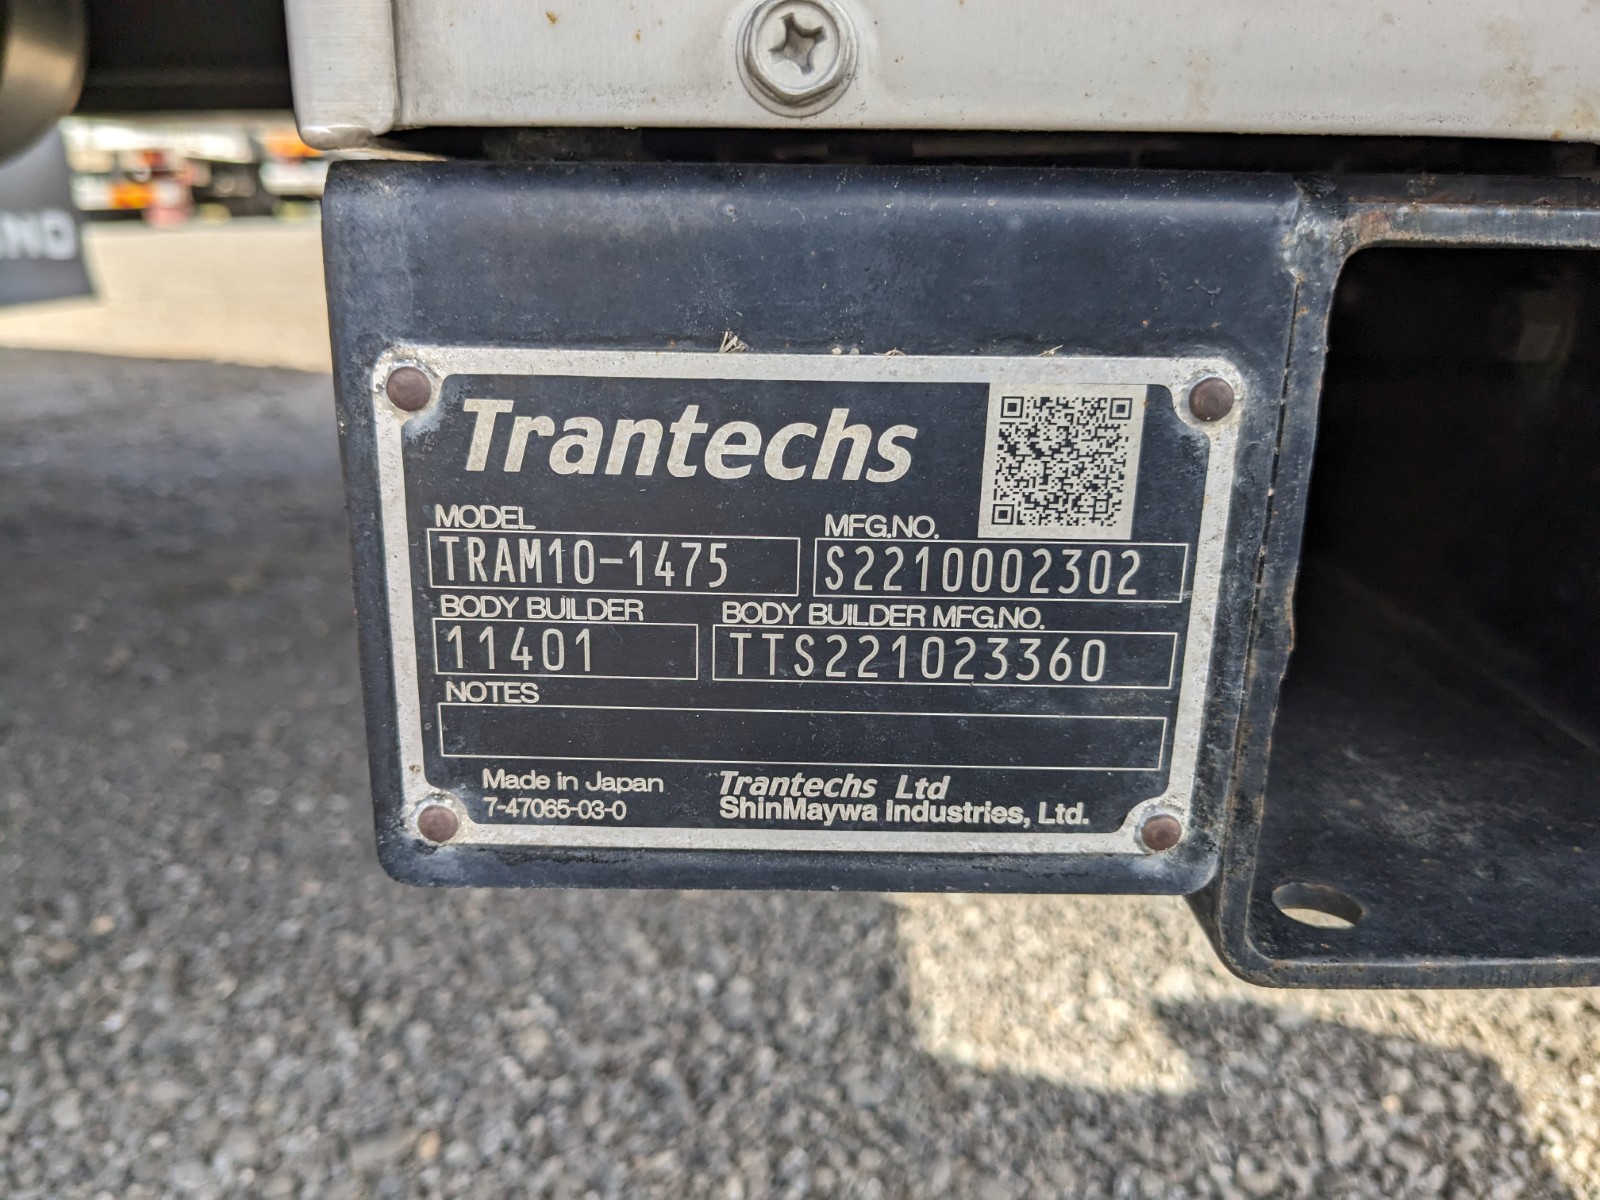 Trantechs
MODEL
MFG.NO.
TRAM10-1475
S2210002302
BODY BUILDER
BODY BUILDER MFG.NO.
11401
TTS221023360
NOTES
Made in Japan
Trantechs Ltd
7-47065-03-0
ShinMaywa Industries, Ltd.